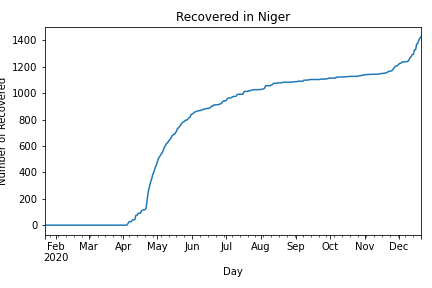 Recovered in Niger
Number of Recovered
1400
1200
1000
800
600
400
200
0
Feb Mar Apr May Jun Jul Aug Sep Oct Nov Dec
2020
Day